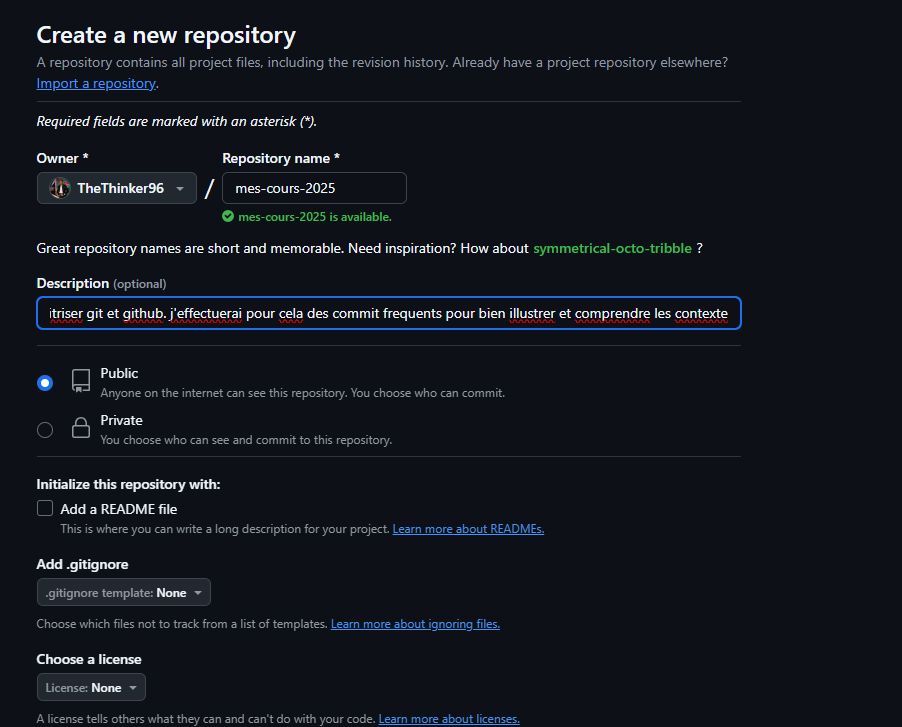 Create a new repository
A repository contains all project files, including the revision history. Already have a project repository elsewhere?
Import a repository.
Required fields are marked with an asterisk (*).
Owner *
Repository name *
TheThinker96
/
mes-cours-2025
mes-cours-2025 is available.
Great repository names are short and memorable. Need inspiration? How about symmetrical-octo-tribble ?
Description (optional)
itriser git et github. j'effectuerai pour cela des commit frequents pour bien illustrer et comprendre les contexte
Public
Anyone on the internet can see this repository. You choose who can commit.
Private
You choose who can see and commit to this repository.
Initialize this repository with:
Add a README file
This is where you can write a long description for your project. Learn more about READMEs.
Add .gitignore
.gitignore template: None
Choose which files not to track from a list of templates. Learn more about ignoring files.
Choose a license
License: None
A license tells others what they can and can't do with your code. Learn more about licenses.